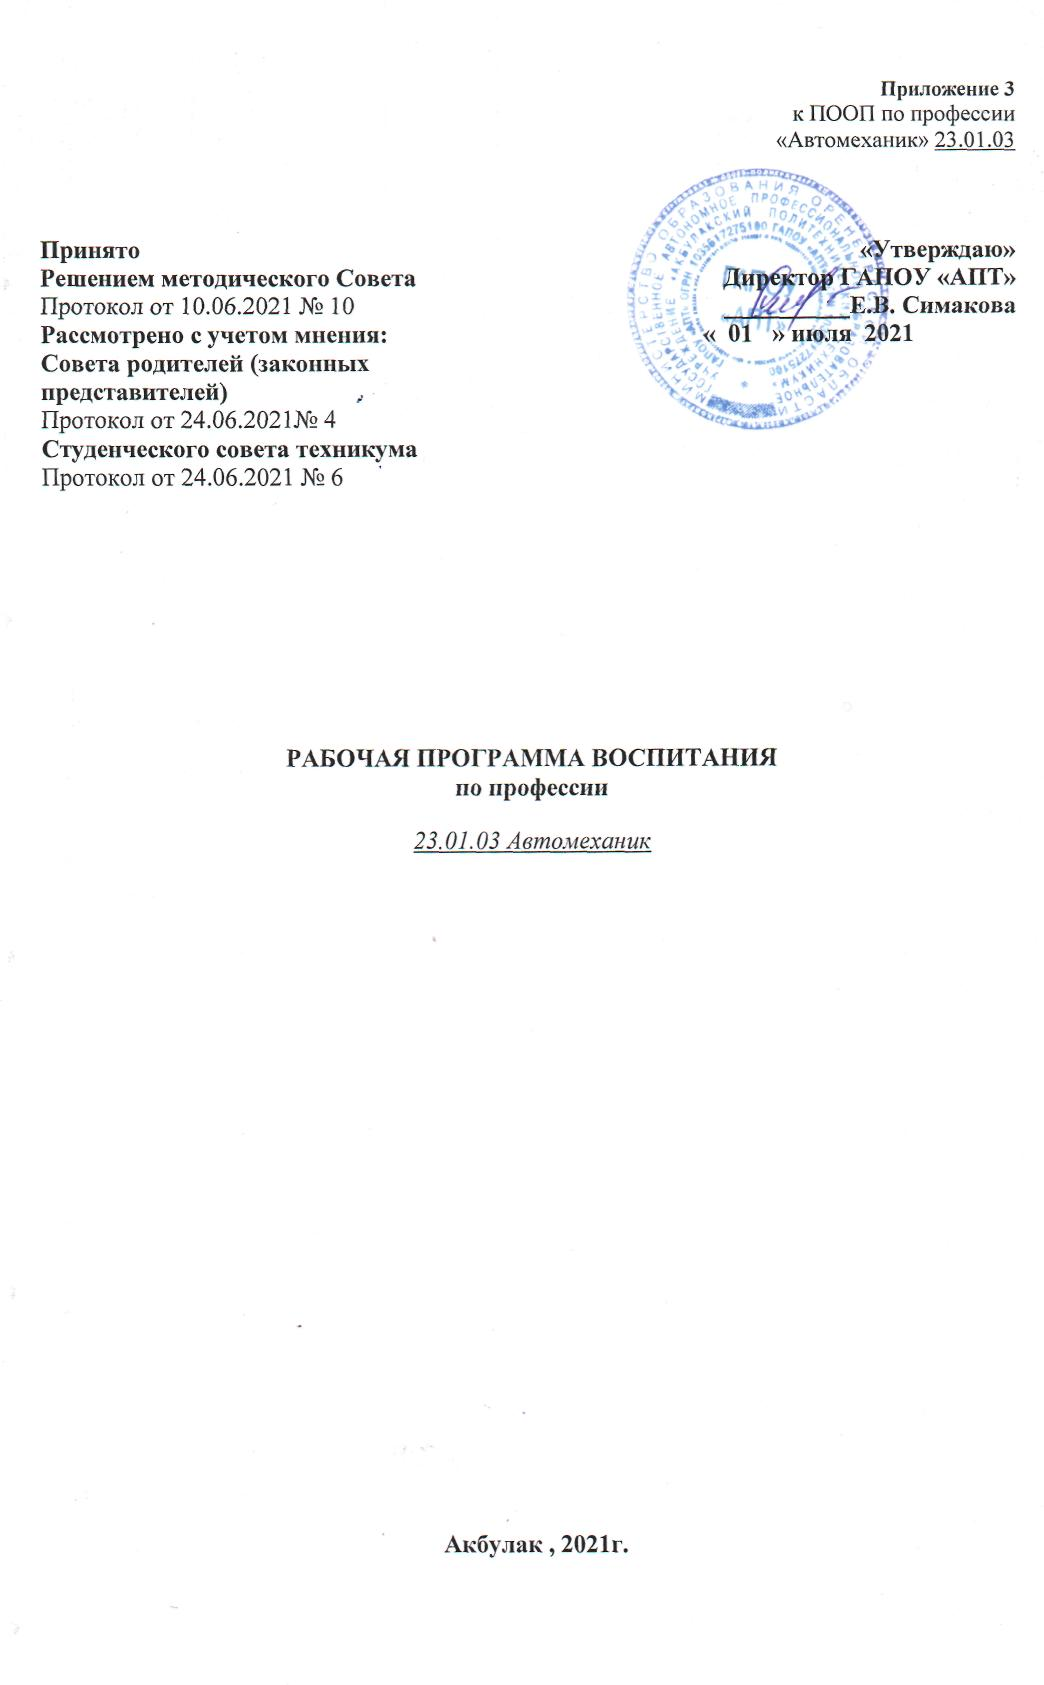 Приложение 3
к ПООП по профессии
«Автомеханик» 23.01.03
Принято
Решением методического Совета
Протокол от 10.06.2021 № 10
Рассмотрено с учетом мнения:
Совета родителей (законных
представителей)
Протокол от 24.06.2021№ 4
Студенческого совета техникума
Протокол от 24.06.2021 № 6
«Утверждаю»
Директор ГАПОУ «АПТ»
__________Е.В. Симакова
« 01 » июля 2021
РАБОЧАЯ ПРОГРАММА ВОСПИТАНИЯ
по профессии
23.01.03 Автомеханик
Акбулак , 2021г.